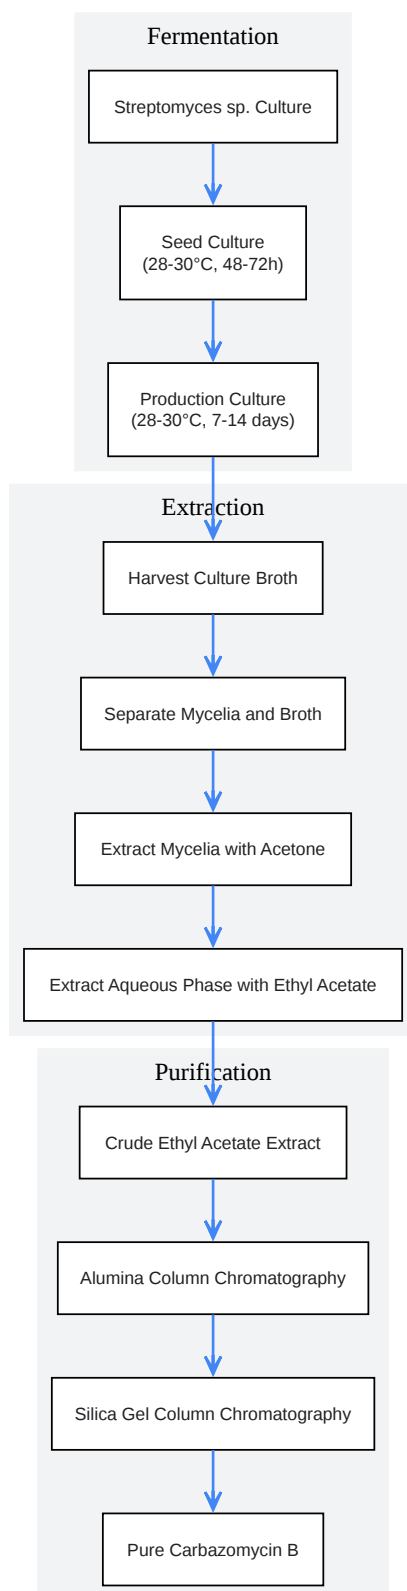 Fermentation
Streptomyces sp. Culture
Seed Culture
(28-30°C, 48-72h)
Production Culture
(28-30°C, 7-14 days)
Extraction
Harvest Culture Broth
Separate Mycelia and Broth
Extract Mycelia with Acetone
Extract Aqueous Phase with Ethyl Acetate
Purification
Crude Ethyl Acetate Extract
Alumina Column Chromatography
Silica Gel Column Chromatography
Pure Carbazomycin B